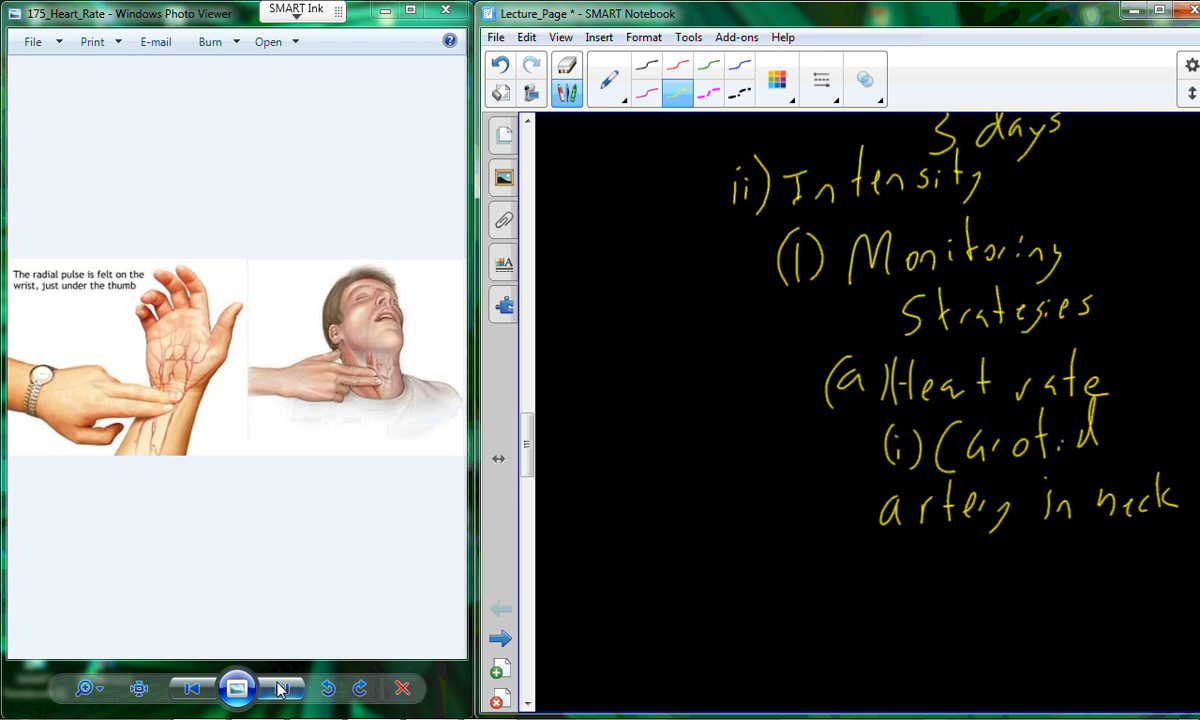 175_Heart_Rate - Windows Photo Viewer
SMART Ink
File Print E-mail Burn Open
The radial pulse is felt on the
wrist, just under the thumb
Lecture_Page * - SMART Notebook
File Edit View Insert Format Tools Add-ons Help
3 days
ii) Intensity
(1) Monitoring
Strategies
(a) Heart rate
(i) Carotid
artery in neck